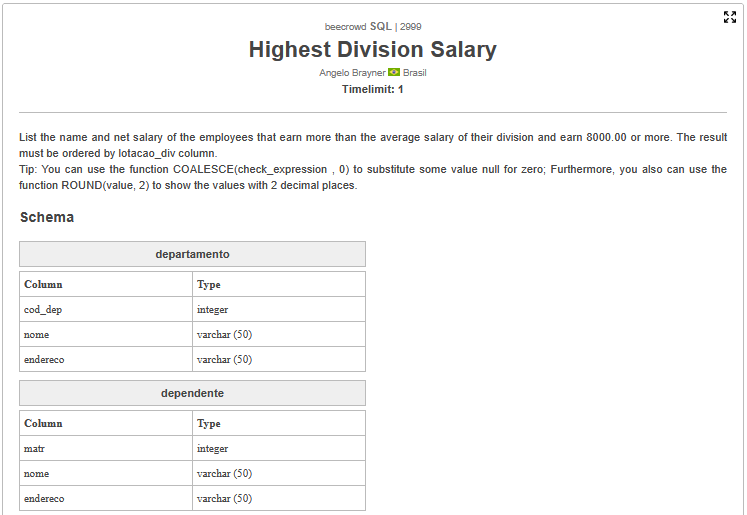 beecrowd SQL | 2999
Highest Division Salary
Angelo Brayner Brasil
Timelimit: 1
List the name and net salary of the employees that earn more than the average salary of their division and earn 8000.00 or more. The result
must be ordered by lotacao_div column.
Tip: You can use the function COALESCE(check_expression , 0) to substitute some value null for zero; Furthermore, you also can use the
function ROUND(value, 2) to show the values with 2 decimal places.
Schema
departamento
Column Type
cod_dep integer
nome varchar (50)
endereco varchar (50)
dependente
Column Type
matr integer
nome varchar (50)
endereco varchar (50)